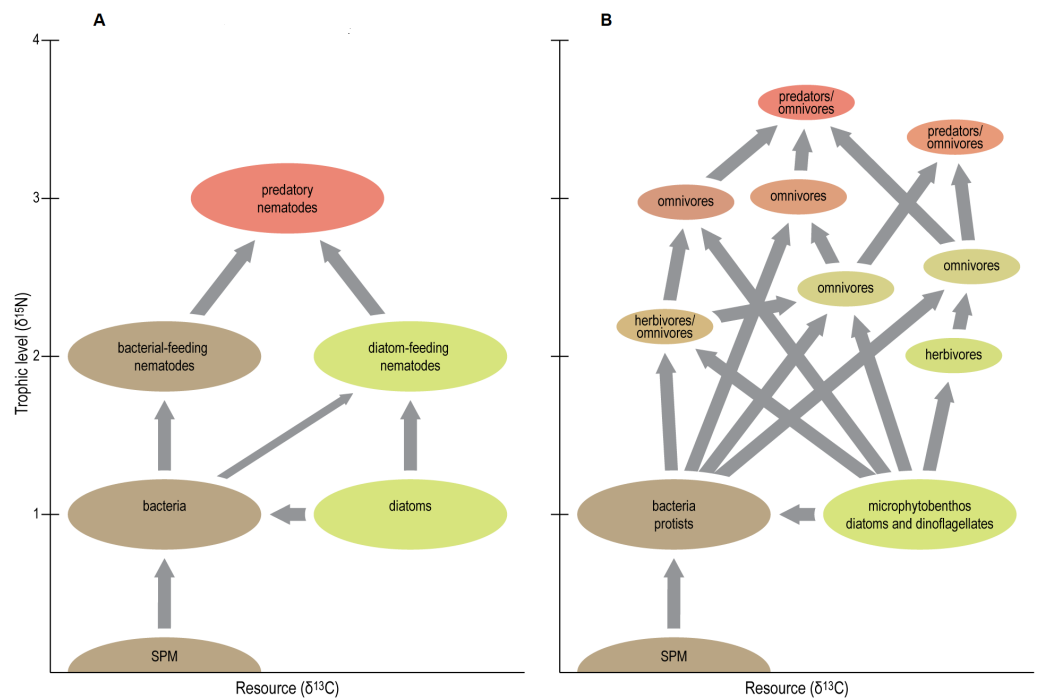 A
4
3
2
1
Trophic level (δ15N)
predatory
nematodes
bacterial-feeding
nematodes
diatom-feeding
nematodes
bacteria
diatoms
SPM
Resource (δ13C)
B
predators/
omnivores
predators/
omnivores
omnivores
omnivores
omnivores
omnivores
herbivores/
omnivores
herbivores
bacteria
protists
microphytobenthos
diatoms and dinoflagellates
SPM
Resource (δ13C)